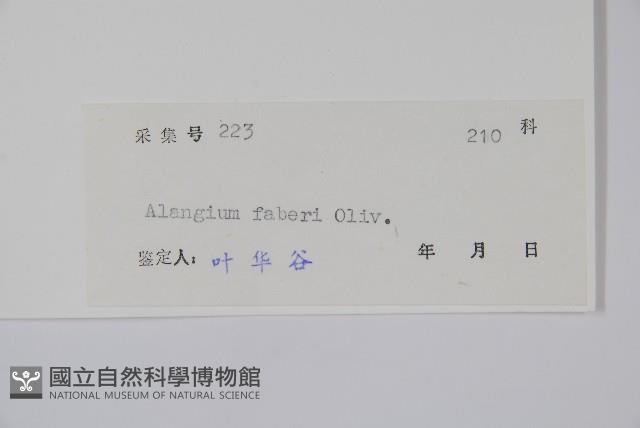 采集号 223 210 科
Alangium faberi Oliv.
鉴定人: 叶华谷 年 月 日
國立自然科學博物館
NATIONAL MUSEUM OF NATURAL SCIENCE